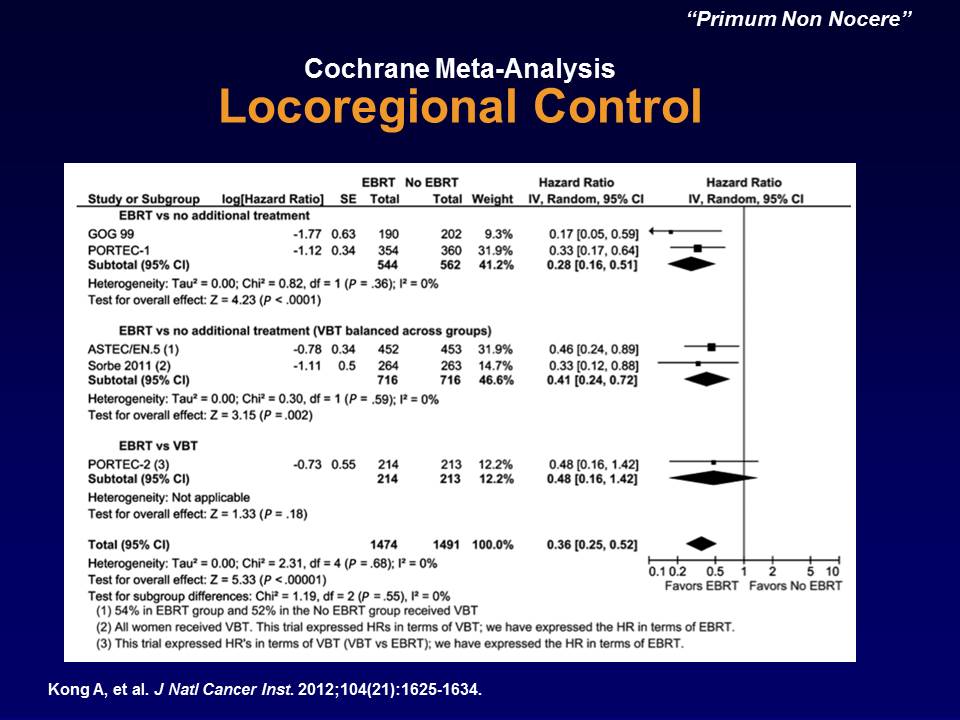 “Primum Non Nocere”
Cochrane Meta-Analysis
Locoregional Control
EBRT No EBRT Hazard Ratio Hazard Ratio
Study or Subgroup log[Hazard Ratio] SE Total Total Weight IV, Random, 95% CI IV, Random, 95% CI
EBRT vs no additional treatment
GOG 99 -1.77 0.63 190 202 9.3% 0.17 [0.05, 0.59]
PORTEC-1 -1.12 0.34 354 360 31.9% 0.33 [0.17, 0.64]
Subtotal (95% CI) 544 562 41.2% 0.28 [0.16, 0.51]
Heterogeneity: Tau² = 0.00; Chi² = 0.82, df = 1 (P = .36); I² = 0%
Test for overall effect: Z = 4.23 (P < .0001)
EBRT vs no additional treatment (VBT balanced across groups)
ASTEC/EN.5 (1) -0.78 0.34 452 453 31.9% 0.46 [0.24, 0.89]
Sorbe 2011 (2) -1.11 0.5 264 263 14.7% 0.33 [0.12, 0.88]
Subtotal (95% CI) 716 716 46.6% 0.41 [0.24, 0.72]
Heterogeneity: Tau² = 0.00; Chi² = 0.30, df = 1 (P = .59); I² = 0%
Test for overall effect: Z = 3.15 (P = .002)
EBRT vs VBT
PORTEC-2 (3) -0.73 0.55 214 213 12.2% 0.48 [0.16, 1.42]
Subtotal (95% CI) 214 213 12.2% 0.48 [0.16, 1.42]
Heterogeneity: Not applicable
Test for overall effect: Z = 1.33 (P = .18)
Total (95% CI) 1474 1491 100.0% 0.36 [0.25, 0.52]
Heterogeneity: Tau² = 0.00; Chi² = 2.31, df = 4 (P = .68); I² = 0%
0.1 0.2 0.5 1 2 5 10
Test for overall effect: Z = 5.33 (P < .00001)
Favors EBRT Favors No EBRT
Test for subgroup differences: Chi² = 1.19, df = 2 (P = .55), I² = 0%
(1) 54% in EBRT group and 52% in the No EBRT group received VBT
(2) All women received VBT. This trial expressed HRs in terms of VBT; we have expressed the HR in terms of EBRT.
(3) This trial expressed HR's in terms of VBT (VBT vs EBRT); we have expressed the HR in terms of EBRT.
Kong A, et al. J Natl Cancer Inst. 2012;104(21):1625-1634.